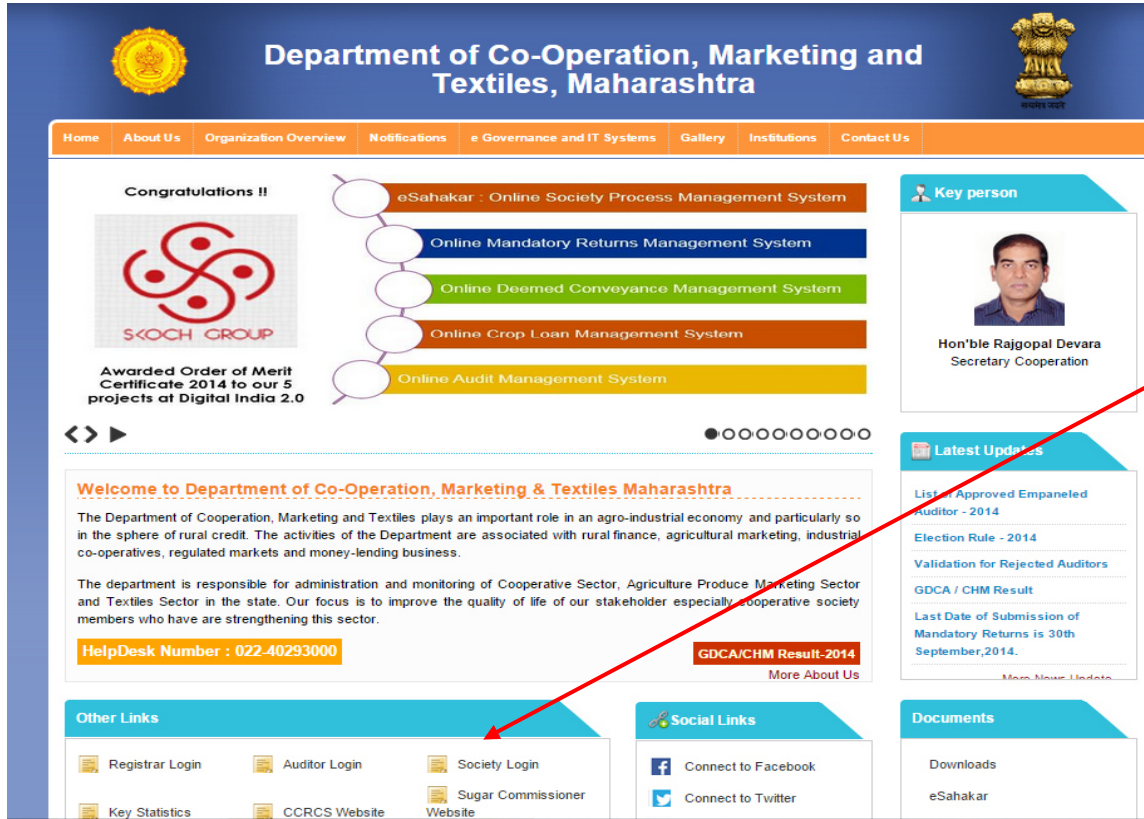 Department of Co-Operation, Marketing and
Textiles, Maharashtra
सत्यमेव जयते
Home About Us Organization Overview Notifications e Governance and IT Systems Gallery Institutions Contact Us
Congratulations !!
SKOCH GROUP
Awarded Order of Merit
Certificate 2014 to our 5
projects at Digital India 2.0
eSahakar : Online Society Process Management System
Online Mandatory Returns Management System
Online Deemed Conveyance Management System
Online Crop Loan Management System
Online Audit Management System
Key person
Hon'ble Rajgopal Devara
Secretary Cooperation
Latest Updates
List of Approved Empaneled
Auditor - 2014
Election Rule - 2014
Validation for Rejected Auditors
GDCA / CHM Result
Last Date of Submission of
Mandatory Returns is 30th
September,2014.
More News Update
Welcome to Department of Co-Operation, Marketing & Textiles Maharashtra
The Department of Cooperation, Marketing and Textiles plays an important role in an agro-industrial economy and particularly so
in the sphere of rural credit. The activities of the Department are associated with rural finance, agricultural marketing, industrial
co-operatives, regulated markets and money-lending business.
The department is responsible for administration and monitoring of Cooperative Sector, Agriculture Produce Marketing Sector
and Textiles Sector in the state. Our focus is to improve the quality of life of our stakeholder especially cooperative society
members who have are strengthening this sector.
HelpDesk Number : 022-40293000
GDCA/CHM Result-2014
More About Us
Other Links
Registrar Login Auditor Login Society Login
Key Statistics CCRCS Website Sugar Commissioner
Website
Social Links
Connect to Facebook
Connect to Twitter
Documents
Downloads
eSahakar